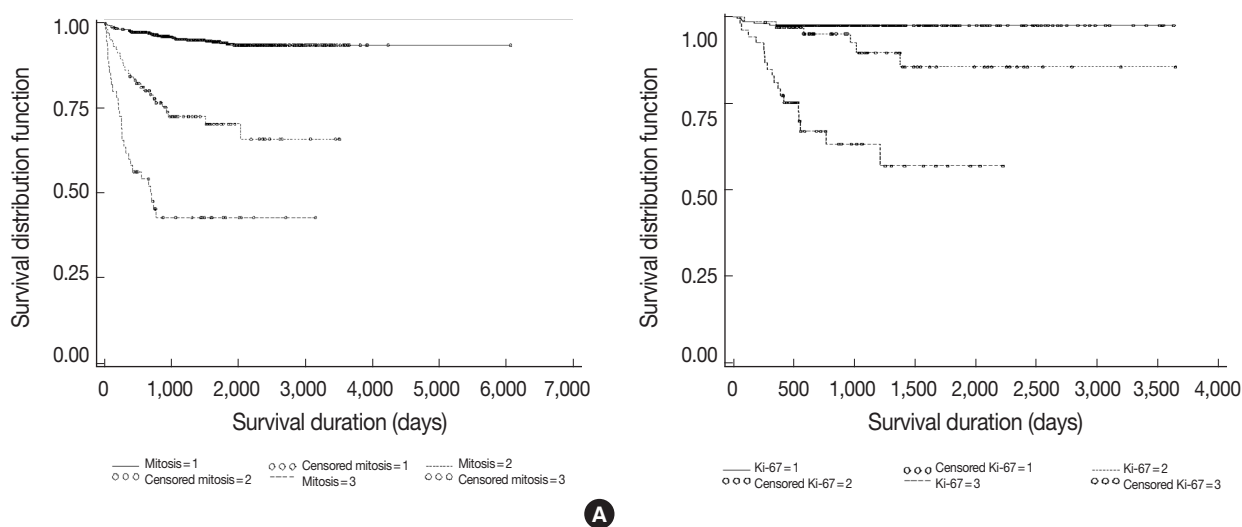 1.00
0.75
0.50
0.25
0.00
Survival distribution function
0 1,000 2,000 3,000 4,000 5,000 6,000 7,000
Survival duration (days)
Mitosis=1 Censored mitosis=1 Mitosis=2
Censored mitosis=2 Mitosis=3 Censored mitosis=3
A
1.00
0.75
0.50
0.25
0.00
Survival distribution function
0 500 1,000 1,500 2,000 2,500 3,000 3,500 4,000
Survival duration (days)
Ki-67=1 Censored Ki-67=1 Ki-67=2
Censored Ki-67=2 Ki-67=3 Censored Ki-67=3